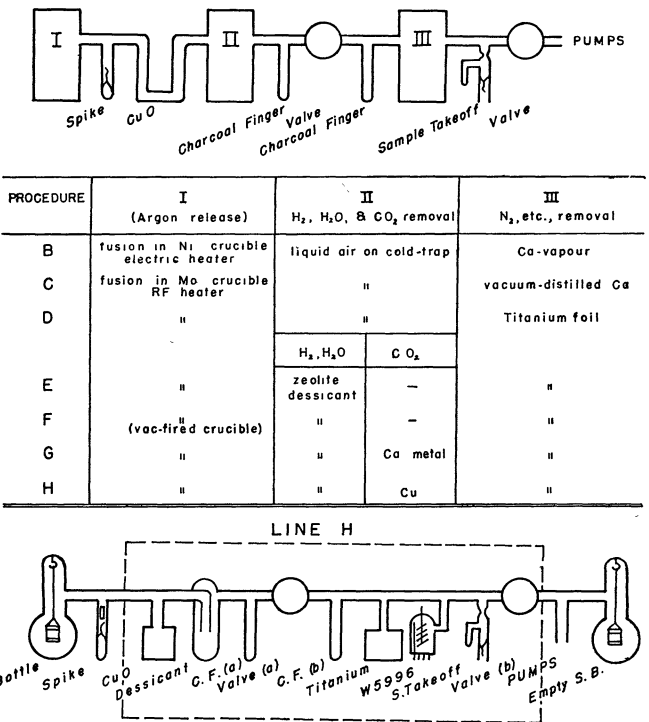 I
II
III
PUMPS
Spike
CuO
Charcoal Finger
Valve
Charcoal Finger
Sample Takeoff
Valve
PROCEDURE
I
(Argon release)
II
H₂, H₂O, & CO₂ removal
III
N₂, etc., removal
B
fusion in Ni crucible
electric heater
liquid air on cold-trap
Ca-vapour
C
fusion in Mo crucible
RF heater
"
vacuum-distilled Ca
D
"
"
Titanium foil
H₂, H₂O
CO₂
E
"
zeolite
dessicant
—
"
F
"
(vac-fired crucible)
"
—
"
G
"
"
Ca metal
"
H
"
"
Cu
"
LINE H
Spike
CuO
Dessicant
C.F. (a)
Valve (a)
C.F. (b)
Titanium
W5996
S.Takeoff
Valve (b)
PUMPS
Empty S.B.